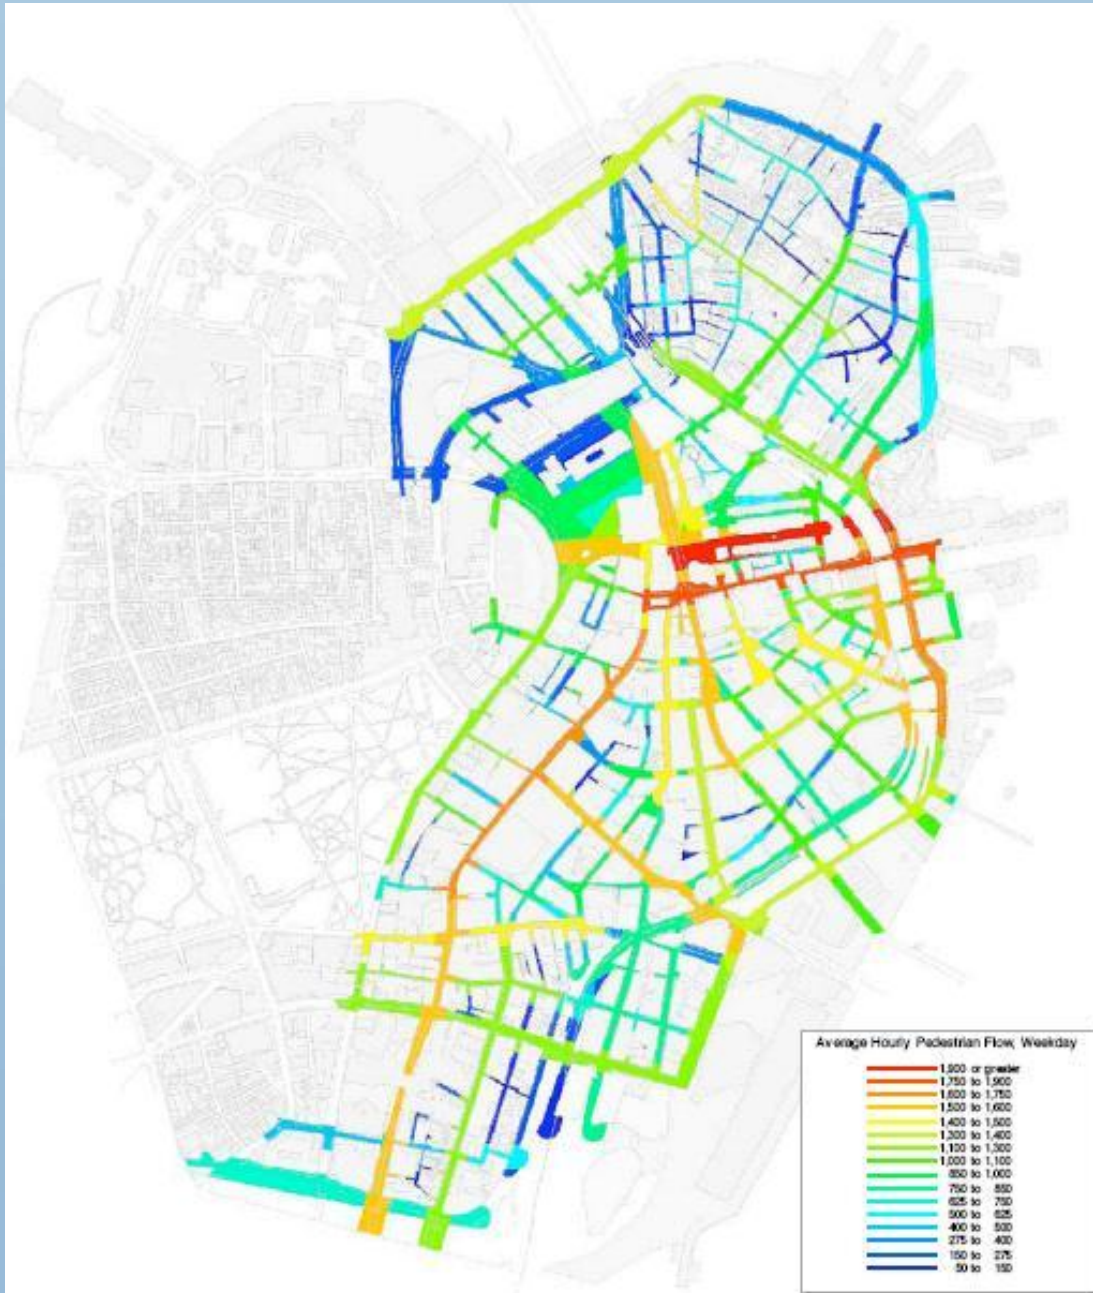 Average Hourly Pedestrian Flow, Weekday
1,900 or greater
1,750 to 1,900
1,600 to 1,750
1,500 to 1,600
1,400 to 1,500
1,300 to 1,400
1,100 to 1,300
1,000 to 1,100
850 to 1,000
750 to 850
625 to 750
500 to 625
400 to 500
275 to 400
150 to 275
50 to 150